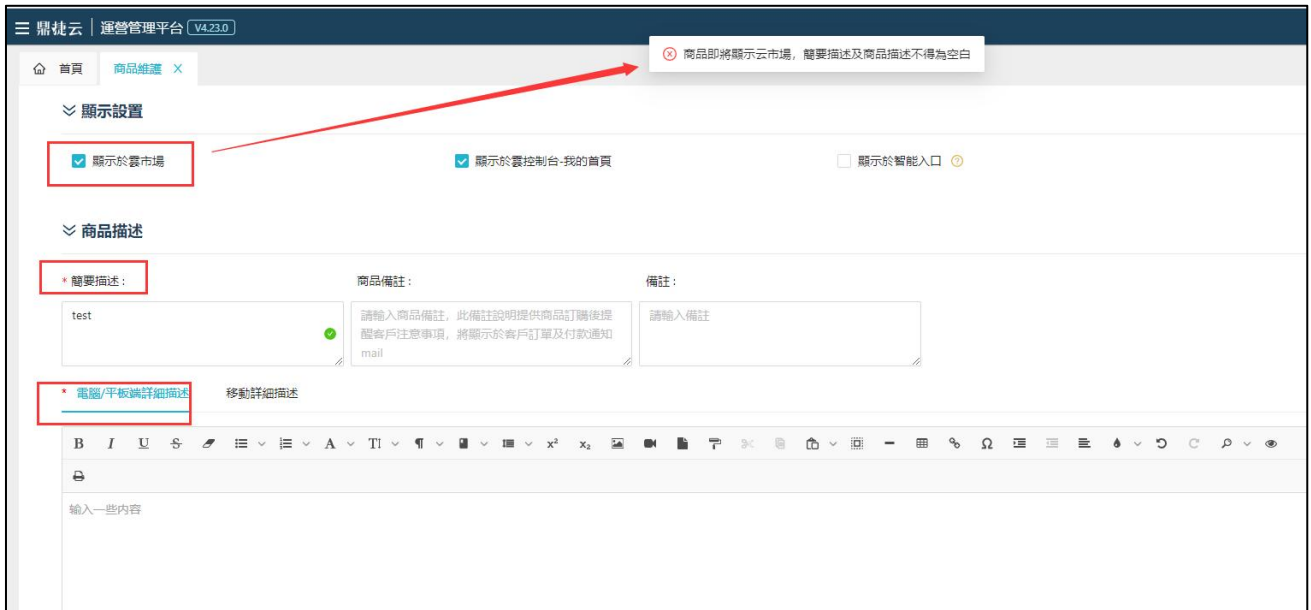 鼎捷云 | 運營管理平台 V4.23.0
商品即將顯示云市場，簡要描述及商品描述不得為空白
首頁 商品維護 X
顯示設置
顯示於雲市場 顯示於雲控制台-我的首頁 顯示於智能入口
商品描述
* 簡要描述： 商品備註： 備註：
test
請輸入商品備註，此備註說明提供商品訂購後提
醒客戶注意事項，將顯示於客戶訂單及付款通知
mail
請輸入備註
* 電腦/平板端詳細描述 移動詳細描述
输入一些内容